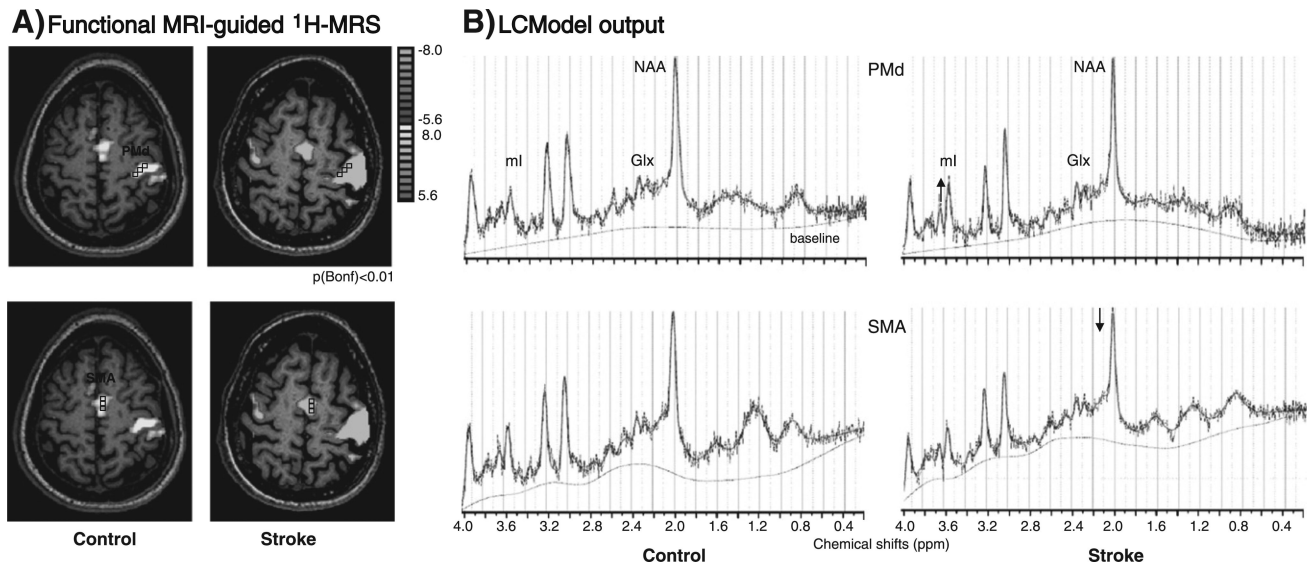 A) Functional MRI-guided ¹H-MRS
B) LCModel output
-8.0
-5.6
8.0
5.6
PMd
p(Bonf)<0.01
SMA
Control
Stroke
NAA
mI
Glx
baseline
PMd
NAA
mI
Glx
SMA
4.0 3.6 3.2 2.8 2.4 2.0 1.6 1.2 0.8 0.4
4.0 3.6 3.2 2.8 2.4 2.0 1.6 1.2 0.8 0.4
Chemical shifts (ppm)
Control
Stroke